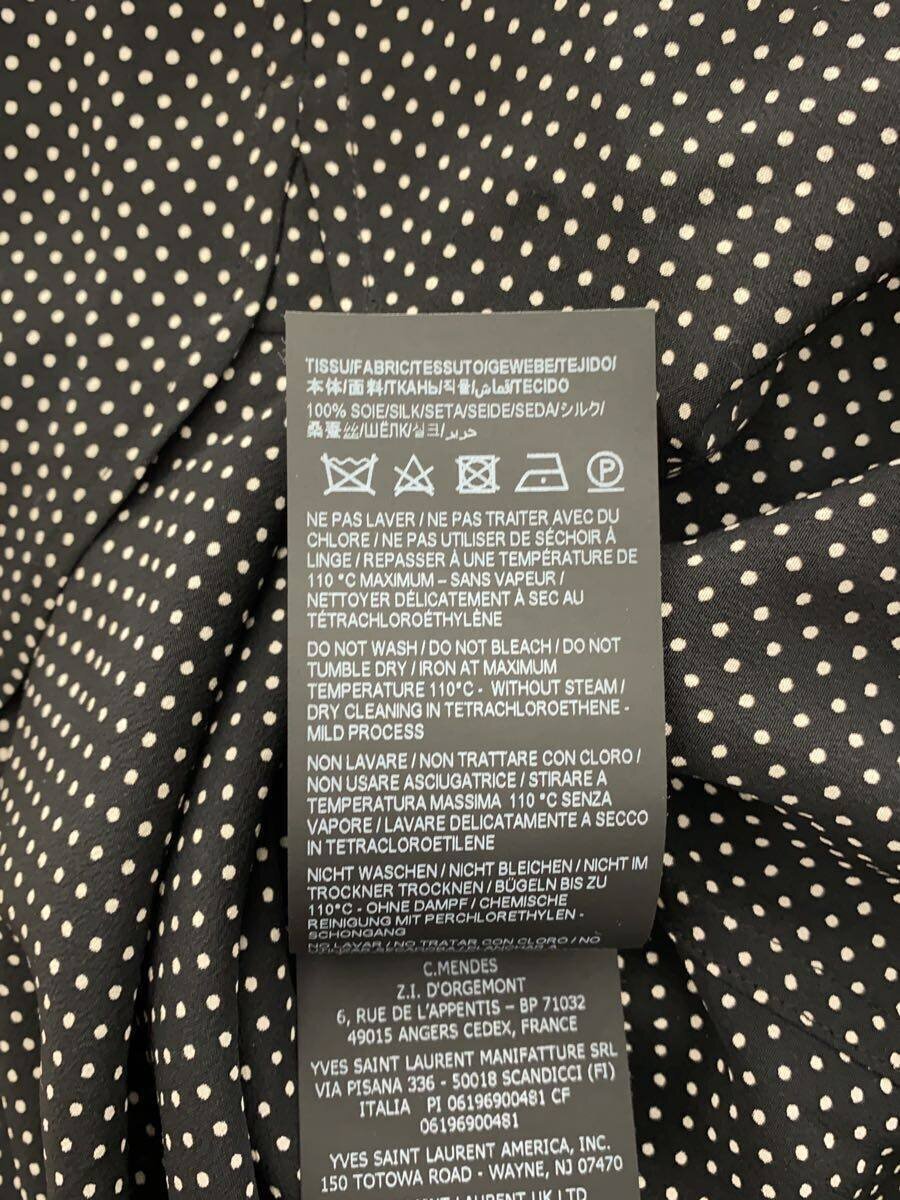 TISSU/FABRIC/TESSUTO/GEWEBE/TEJIDO/
本体/面料/ТКАНЬ/직물/قماش/TECIDO
100% SOIE/SILK/SETA/SEIDE/SEDA/シルク/
桑蚕丝/ШЁЛК/실크/حرير
P
NE PAS LAVER / NE PAS TRAITER AVEC DU
CHLORE / NE PAS UTILISER DE SÉCHOIR À
LINGE / REPASSER À UNE TEMPÉRATURE DE
110 °C MAXIMUM – SANS VAPEUR /
NETTOYER DÉLICATEMENT À SEC AU
TÉTRACHLOROÉTHYLÈNE
DO NOT WASH / DO NOT BLEACH / DO NOT
TUMBLE DRY / IRON AT MAXIMUM
TEMPERATURE 110°C - WITHOUT STEAM /
DRY CLEANING IN TETRACHLOROETHENE -
MILD PROCESS
NON LAVARE / NON TRATTARE CON CLORO /
NON USARE ASCIUGATRICE / STIRARE A
TEMPERATURA MASSIMA 110 °C SENZA
VAPORE / LAVARE DELICATAMENTE A SECCO
IN TETRACLOROETILENE
NICHT WASCHEN / NICHT BLEICHEN / NICHT IM
TROCKNER TROCKNEN / BÜGELN BIS ZU
110°C - OHNE DAMPF / CHEMISCHE
REINIGUNG MIT PERCHLORETHYLEN -
SCHONGANG
NO LAVAR / NO TRATAR CON CLORO / NO
UTILIZAR SECADORA / PLANCHAR A
C.MENDES
Z.I. D'ORGEMONT
6, RUE DE L'APPENTIS – BP 71032
49015 ANGERS CEDEX, FRANCE
YVES SAINT LAURENT MANIFATTURE SRL
VIA PISANA 336 - 50018 SCANDICCI (FI)
ITALIA PI 06196900481 CF
06196900481
YVES SAINT LAURENT AMERICA, INC.
150 TOTOWA ROAD - WAYNE, NJ 07470
LAURENT UK LTD